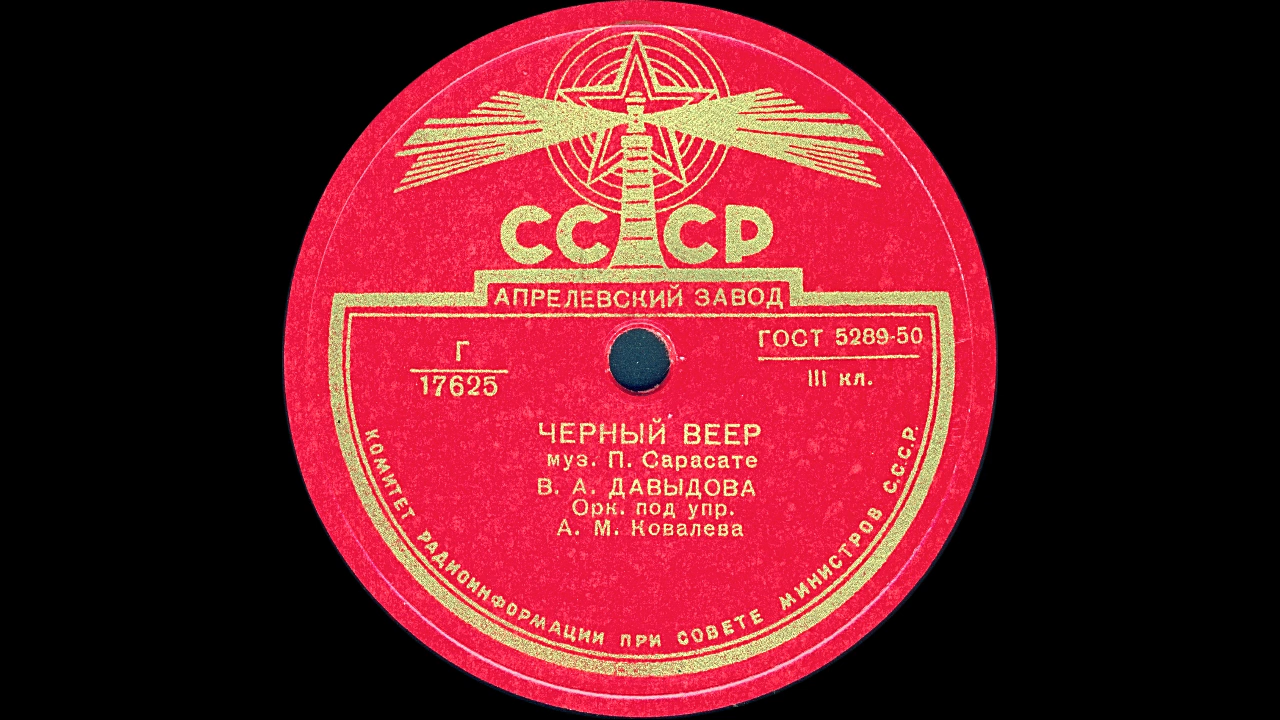 СССР
АПРЕЛЕВСКИЙ ЗАВОД
Г
17625
ГОСТ 5289-50
III кл.
ЧЕРНЫЙ ВЕЕР
муз. П. Сарасате
В. А. ДАВЫДОВА
Орк. под упр.
А. М. Ковалева
КОМИТЕТ РАДИОИНФОРМАЦИИ ПРИ СОВЕТЕ МИНИСТРОВ С.С.С.Р.